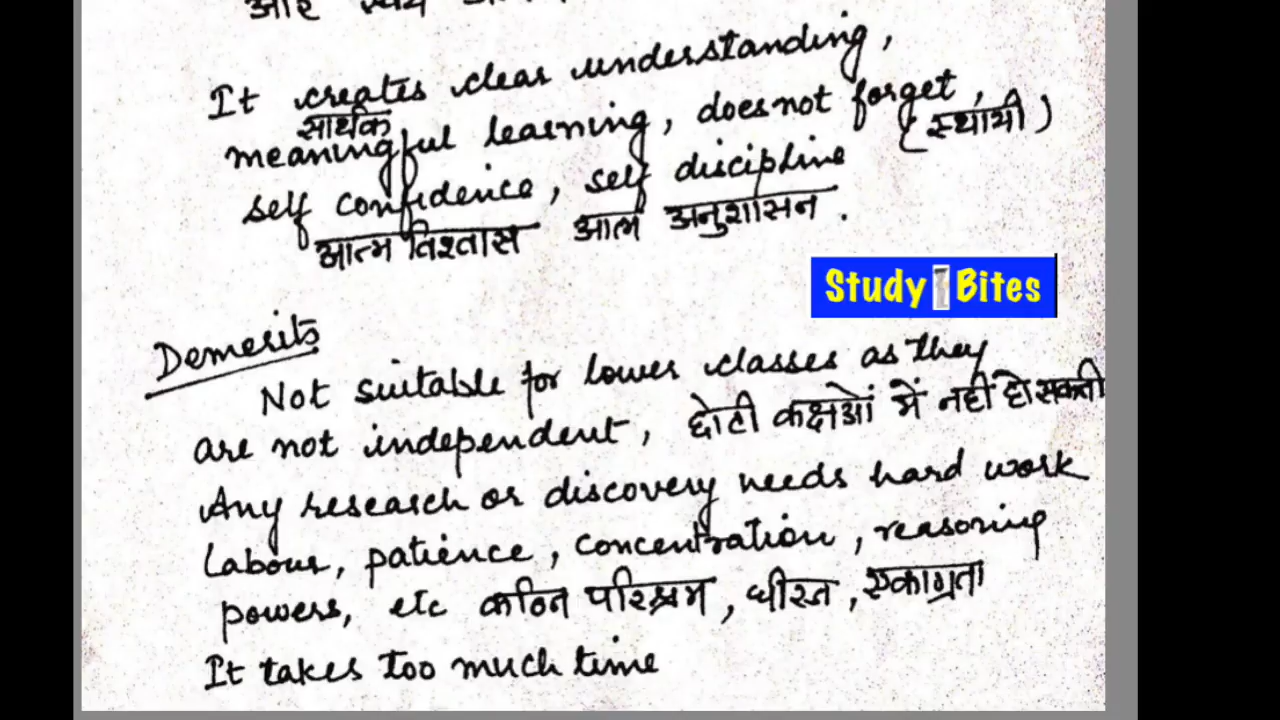 और स्वयं
It creates clear understanding,
सार्थक
meaningful learning, does not forget,
(स्थायी)
self confidence, self discipline
आत्म विश्वास आत्म अनुशासन.
Study Bites
Demerits
Not suitable for lower classes as they
are not independent, छोटी कक्षाओं में नहीं हो सकती
Any research or discovery needs hard work
labour, patience, concentration, reasoning
powers, etc कठिन परिश्रम, धीरज, एकाग्रता
It takes too much time